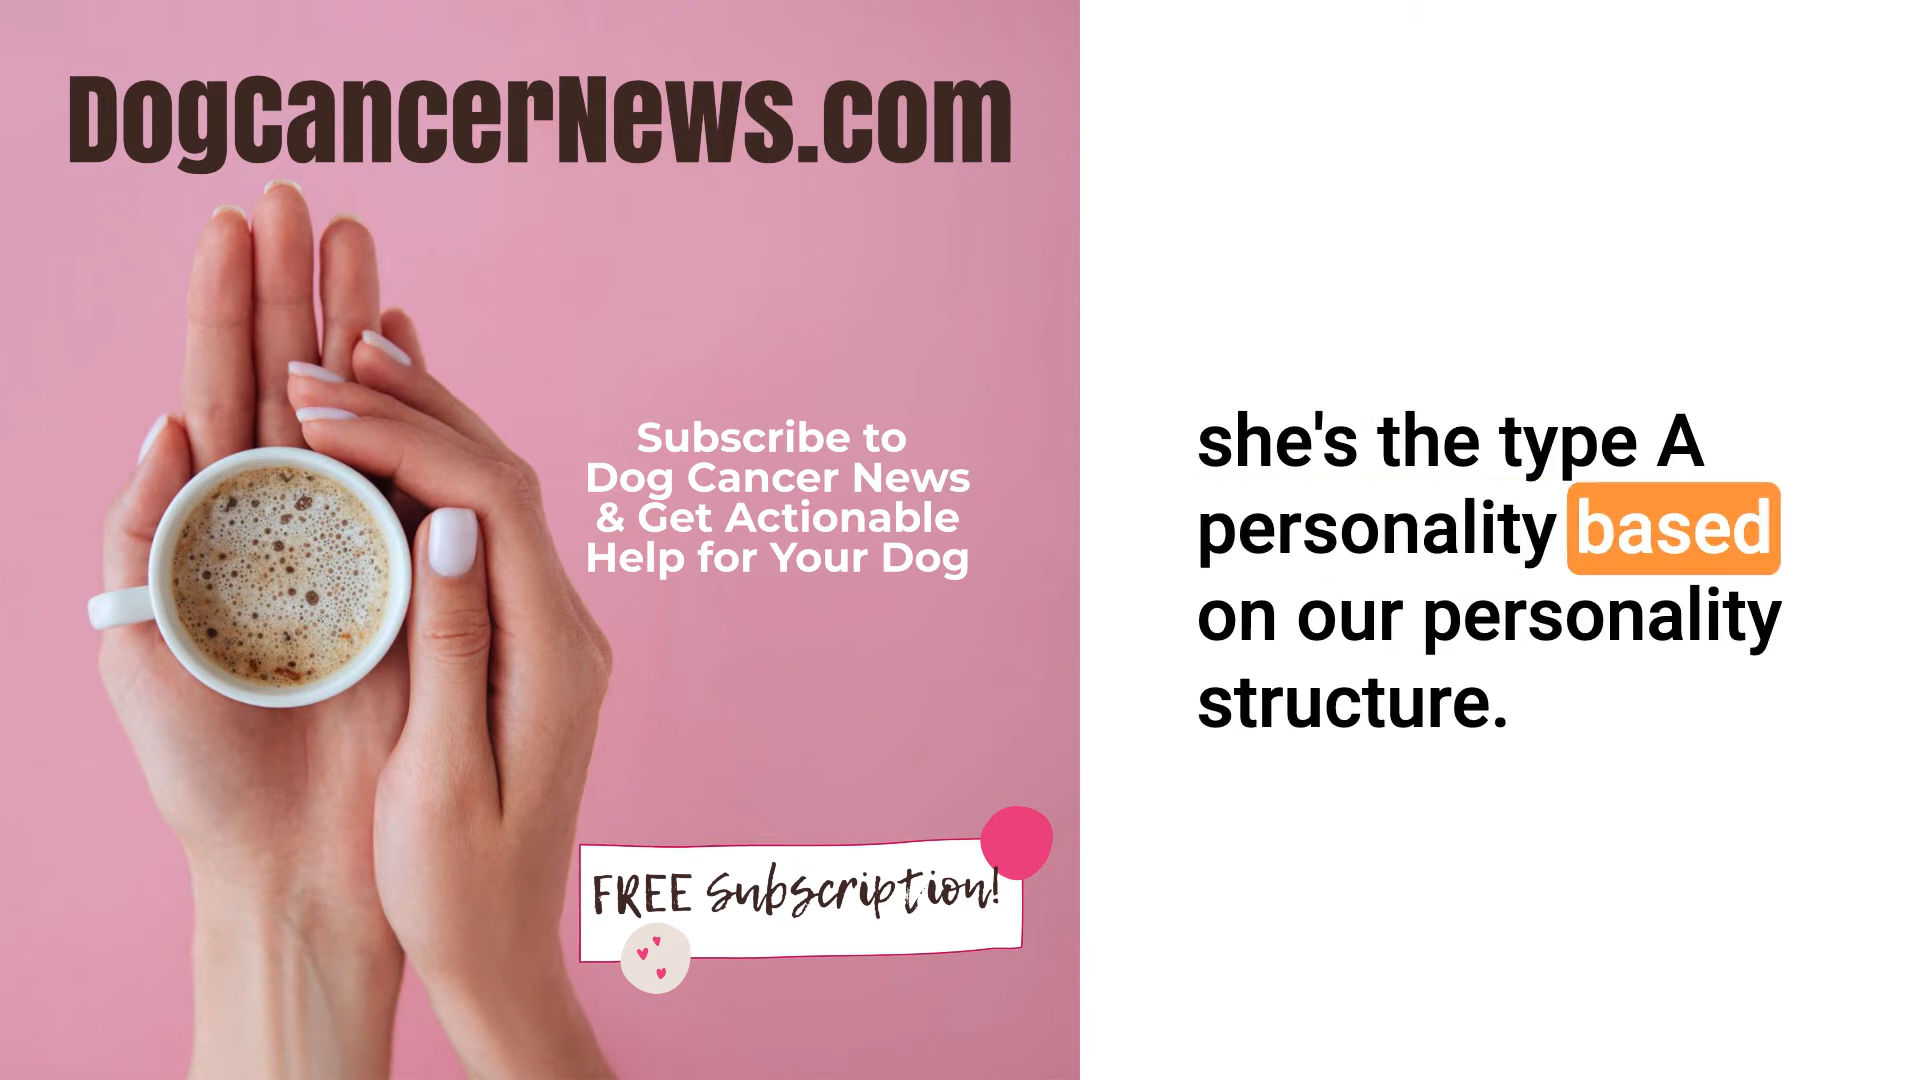 DogCancerNews.com
Subscribe to
Dog Cancer News
& Get Actionable
Help for Your Dog
FREE Subscription!
she's the type A
personality based
on our personality
structure.